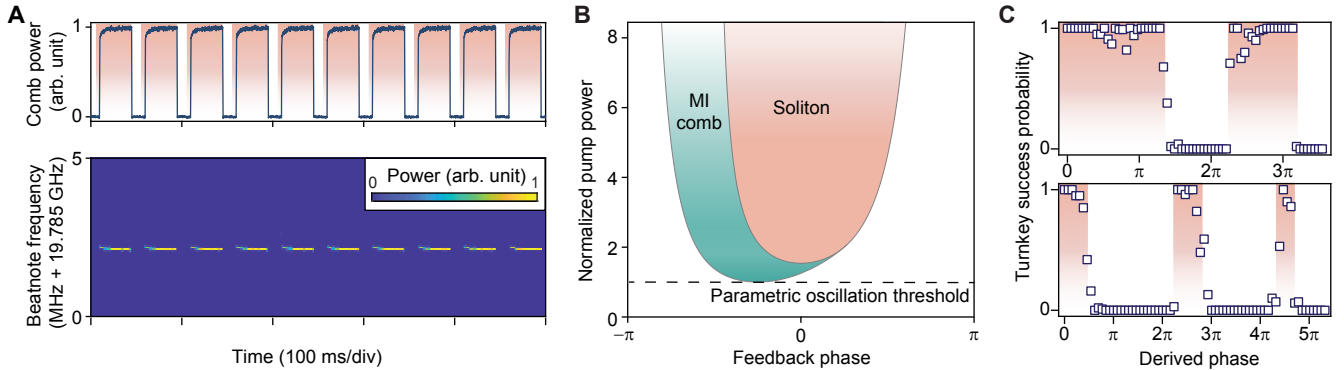 A
Comb power
(arb. unit)
1
0
Beatnote frequency
(MHz + 19.785 GHz)
5
0
Power (arb. unit)
0
1
Time (100 ms/div)
B
Normalized pump power
8
6
4
2
0
MI
comb
Soliton
Parametric oscillation threshold
−π
0
π
Feedback phase
C
Turnkey success probability
1
0
0
π
2π
3π
1
0
0
π
2π
3π
4π
5π
Derived phase